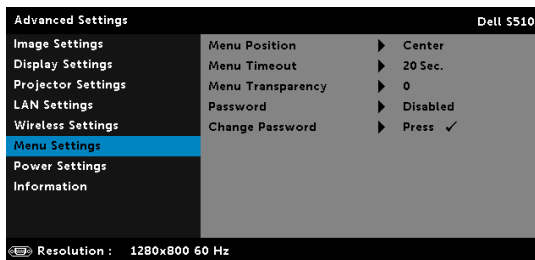 Advanced Settings Dell S510
Image Settings
Display Settings
Projector Settings
LAN Settings
Wireless Settings
Menu Settings
Power Settings
Information
Menu Position Center
Menu Timeout 20 Sec.
Menu Transparency 0
Password Disabled
Change Password Press ✓
Resolution : 1280x800 60 Hz